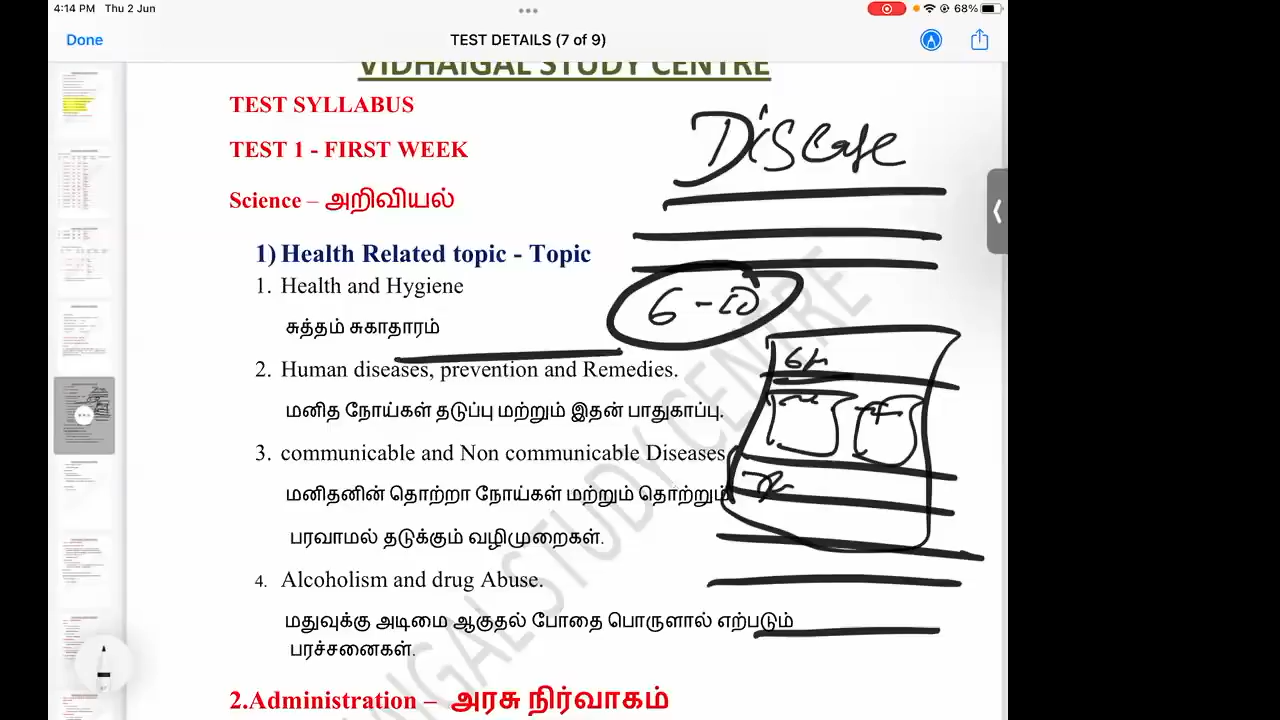 4:14 PM Thu 2 Jun
68%
Done
TEST DETAILS (7 of 9)
VIDHAIGAL STUDY CENTRE
TEST SYLLABUS
Disease
TEST 1 - FIRST WEEK
Science – அறிவியல்
1) Health Related topic - Topic
1. Health and Hygiene
6 - 10
சுத்தம் சுகாதாரம்
2. Human diseases, prevention and Remedies.
மனித நோய்கள் தடுப்பு மற்றும் இதன் பாதுகாப்பு.
3. communicable and Non communicable Diseases
மனிதனின் தொற்றா நோய்கள் மற்றும் தொற்றும்
பரவாமல் தடுக்கும் வழிமுறைகள்.
4. Alcoholism and drug Abuse.
மதுவுக்கு அடிமை ஆகுதல் போதை பொருளால் எற்படும்
பரச்சனைகள்.
2.Administration – அரசு நிர்வாகம்